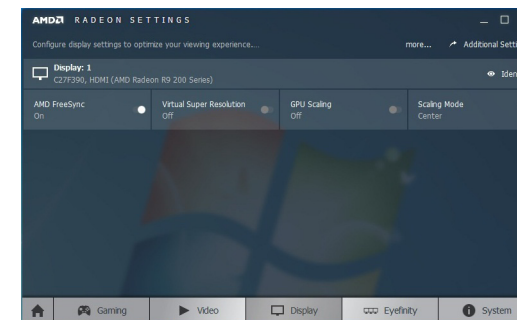 AMD RADEON SETTINGS
Configure display settings to optimize your viewing experience... more... Additional Setti
Display: 1
C27F390, HDMI (AMD Radeon R9 200 Series) Iden
AMD FreeSync Virtual Super Resolution GPU Scaling Scaling Mode
On Off Off Center
Gaming Video Display Eyefinity System